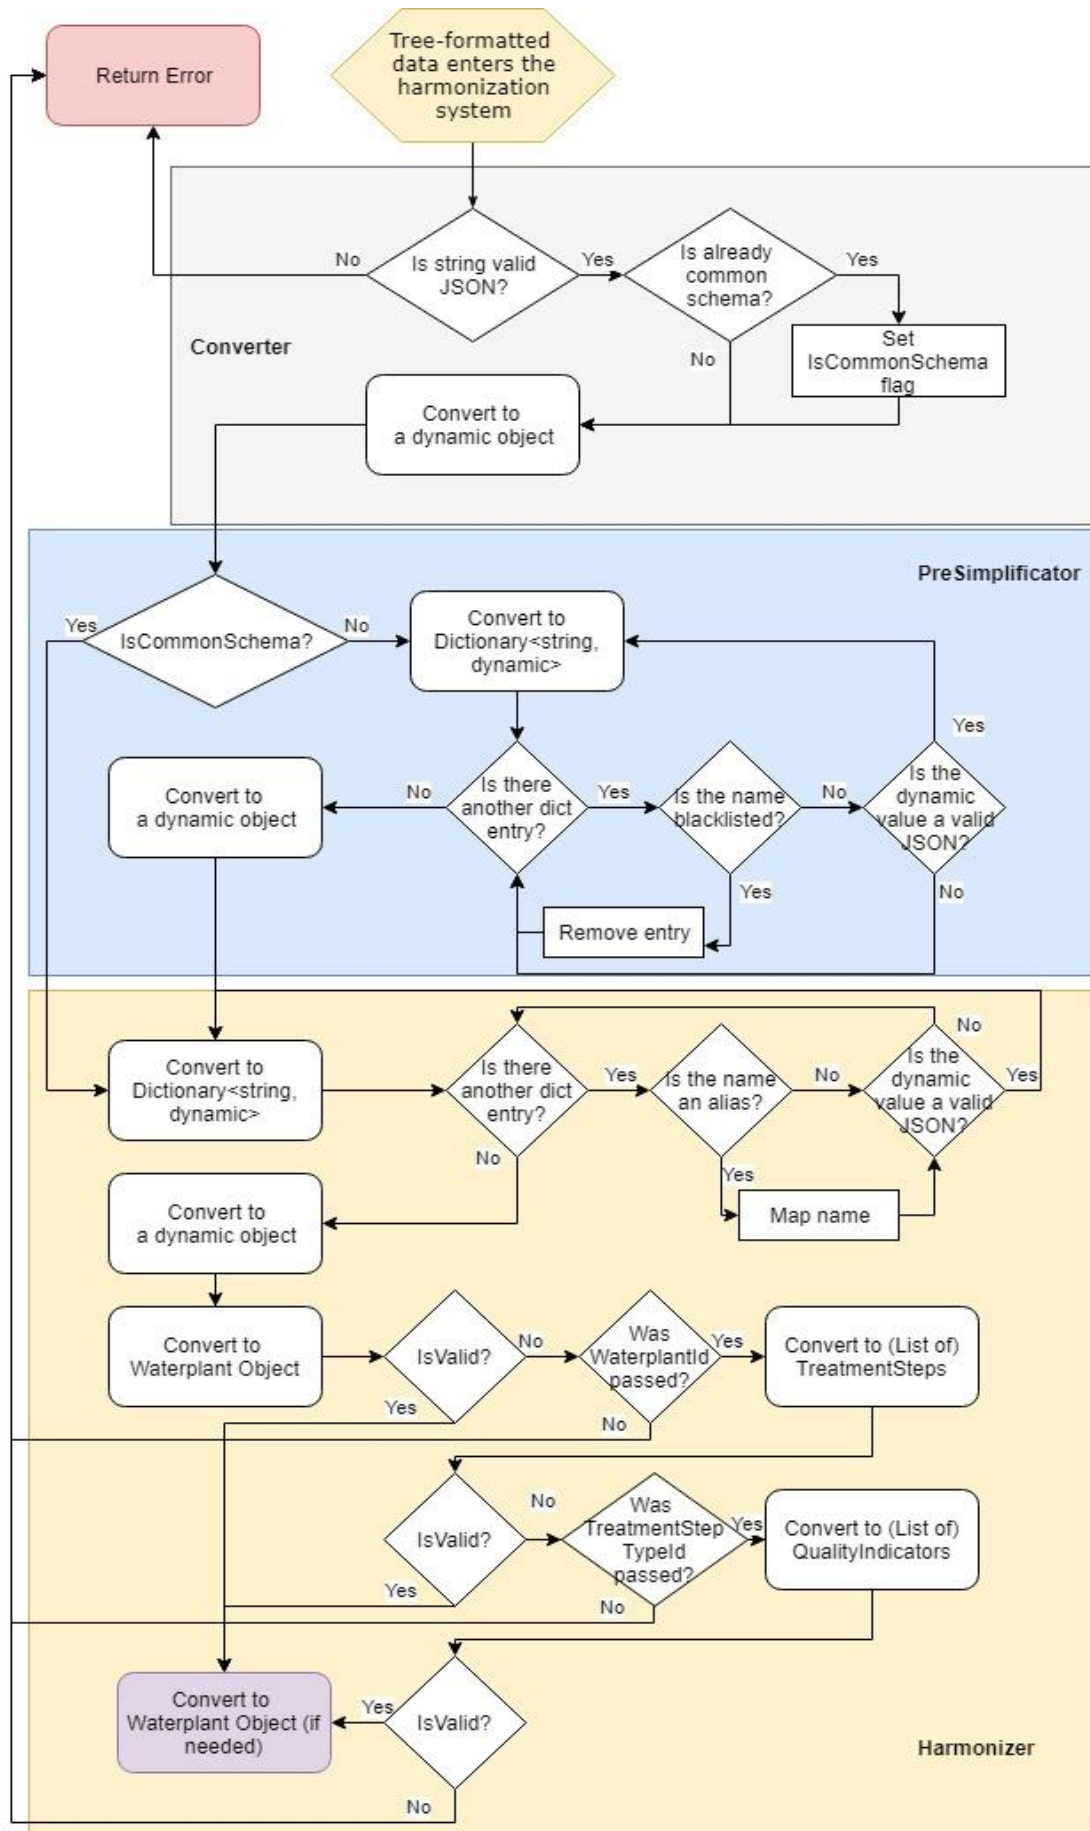 Return Error
Tree-formatted
data enters the
harmonization
system
No
Is string valid
JSON?
Yes
Is already
common
schema?
Yes
Converter
No
Set
IsCommonSchema
flag
Convert to
a dynamic object
PreSimplificator
Yes
IsCommonSchema?
No
Convert to
Dictionary<string,
dynamic>
Yes
Convert to
a dynamic object
No
Is there
another dict
entry?
Yes
Is the name
blacklisted?
No
Is the
dynamic
value a valid
JSON?
Yes
No
Remove entry
No
Convert to
Dictionary<string,
dynamic>
Is there
another dict
entry?
Yes
Is the name
an alias?
No
Is the
dynamic
value a valid
JSON?
Yes
No
Yes
Convert to
a dynamic object
Map name
Convert to
Waterplant Object
IsValid?
No
Was
WaterplantId
passed?
Yes
Convert to (List of)
TreatmentSteps
Yes
No
IsValid?
No
Was
TreatmentStep
TypeId
passed?
Yes
Convert to (List of)
QualityIndicators
Yes
No
Convert to
Waterplant Object (if
needed)
Yes
IsValid?
Harmonizer
No